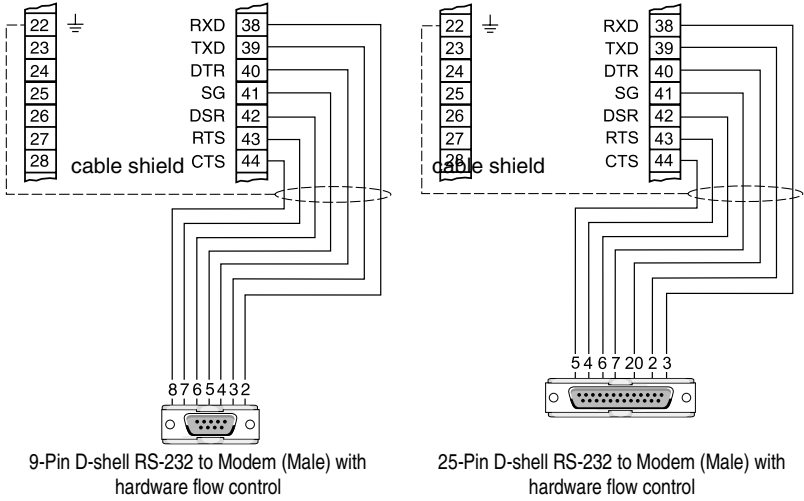 22 RXD 38
23 TXD 39
24 DTR 40
25 SG 41
26 DSR 42
27 RTS 43
28 cable shield CTS 44
8 7 6 5 4 3 2
9-Pin D-shell RS-232 to Modem (Male) with
hardware flow control
22 RXD 38
23 TXD 39
24 DTR 40
25 SG 41
26 DSR 42
27 RTS 43
28 cable shield CTS 44
5 4 6 7 20 2 3
25-Pin D-shell RS-232 to Modem (Male) with
hardware flow control